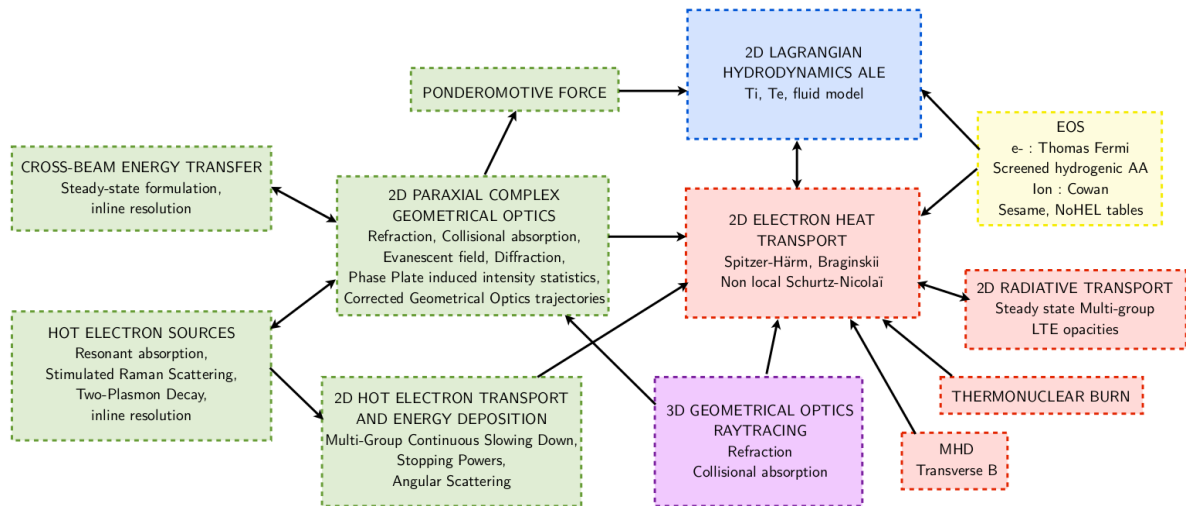 2D LAGRANGIAN
HYDRODYNAMICS ALE
Ti, Te, fluid model
PONDEROMOTIVE FORCE
EOS
e- : Thomas Fermi
Screened hydrogenic AA
Ion : Cowan
Sesame, NoHEL tables
CROSS-BEAM ENERGY TRANSFER
Steady-state formulation,
inline resolution
2D PARAXIAL COMPLEX
GEOMETRICAL OPTICS
Refraction, Collisional absorption,
Evanescent field, Diffraction,
Phase Plate induced intensity statistics,
Corrected Geometrical Optics trajectories
2D ELECTRON HEAT
TRANSPORT
Spitzer-Härm, Braginskii
Non local Schurtz-Nicolaï
2D RADIATIVE TRANSPORT
Steady state Multi-group
LTE opacities
HOT ELECTRON SOURCES
Resonant absorption,
Stimulated Raman Scattering,
Two-Plasmon Decay,
inline resolution
2D HOT ELECTRON TRANSPORT
AND ENERGY DEPOSITION
Multi-Group Continuous Slowing Down,
Stopping Powers,
Angular Scattering
3D GEOMETRICAL OPTICS
RAYTRACING
Refraction
Collisional absorption
THERMONUCLEAR BURN
MHD
Transverse B